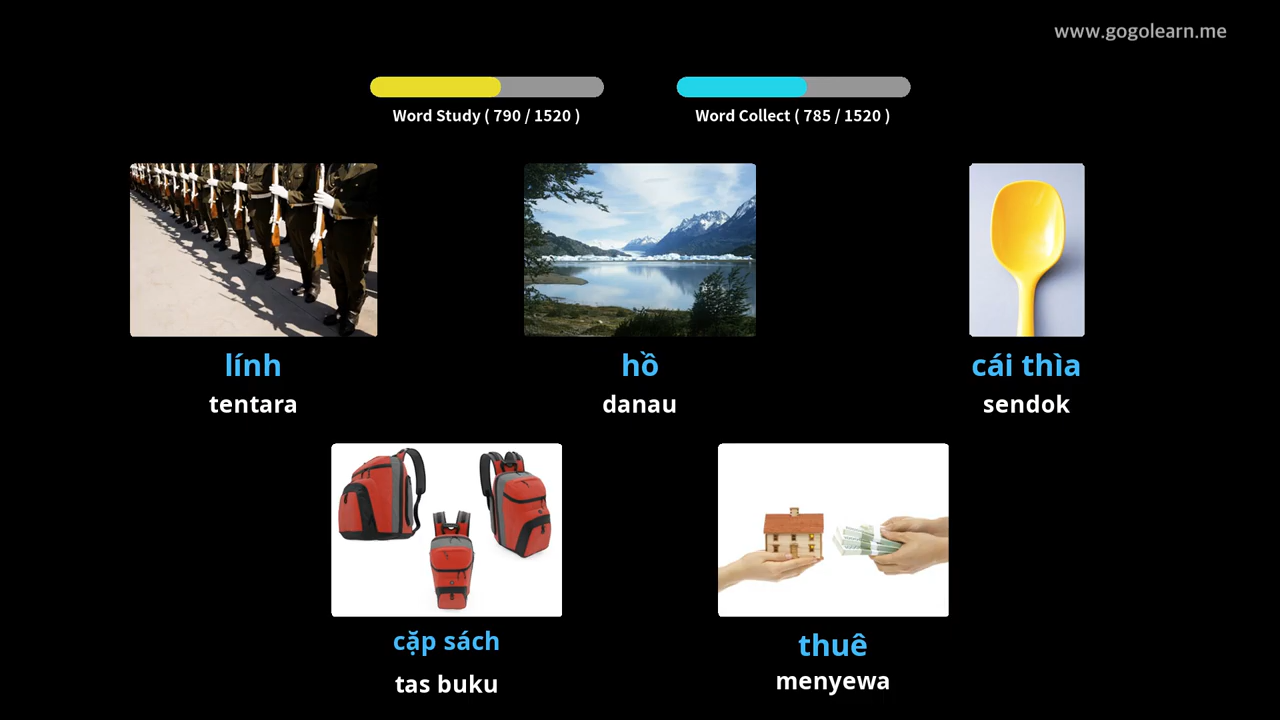 www.gogolearn.me
Word Study ( 790 / 1520 )
Word Collect ( 785 / 1520 )
lính
tentara
hồ
danau
cái thìa
sendok
cặp sách
tas buku
thuê
menyewa